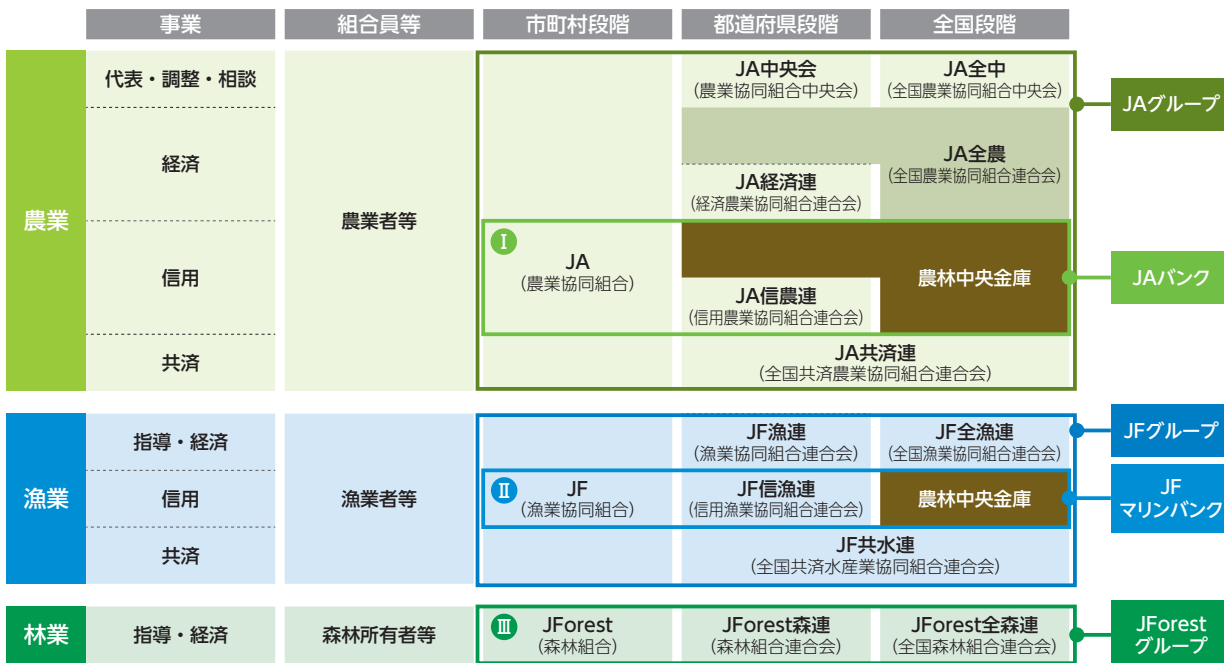 事業 組合員等 市町村段階 都道府県段階 全国段階
農業
代表・調整・相談
経済
信用
共済
農業者等
Ⅰ
JA
(農業協同組合)
JA中央会
(農業協同組合中央会)
JA全中
(全国農業協同組合中央会)
JA全農
(全国農業協同組合連合会)
JA経済連
(経済農業協同組合連合会)
農林中央金庫
JA信農連
(信用農業協同組合連合会)
JA共済連
(全国共済農業協同組合連合会)
JAグループ
JAバンク
漁業
指導・経済
信用
共済
漁業者等
JF漁連
(漁業協同組合連合会)
JF全漁連
(全国漁業協同組合連合会)
Ⅱ
JF
(漁業協同組合)
JF信漁連
(信用漁業協同組合連合会)
農林中央金庫
JF共水連
(全国共済水産業協同組合連合会)
JFグループ
JF
マリンバンク
林業
指導・経済
森林所有者等
Ⅲ
JForest
(森林組合)
JForest森連
(森林組合連合会)
JForest全森連
(全国森林組合連合会)
JForest
グループ